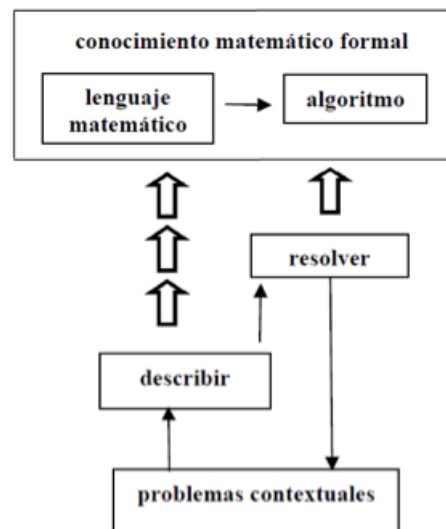 conocimiento matemático formal
lenguaje
matemático
algoritmo
resolver
describir
problemas contextuales